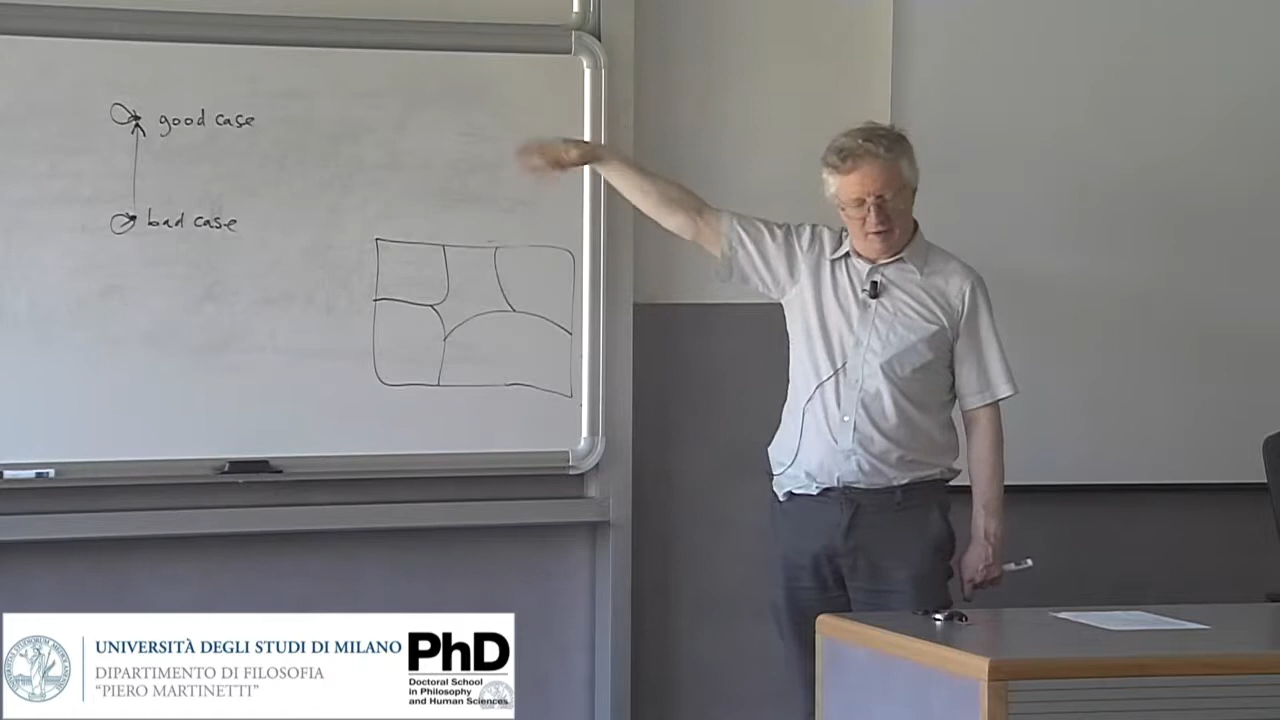 good case
bad case
UNIVERSITÀ DEGLI STUDI DI MILANO
DIPARTIMENTO DI FILOSOFIA
"PIERO MARTINETTI"
PhD
Doctoral School
in Philosophy
and Human Sciences